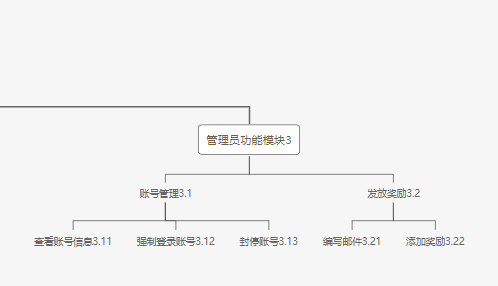 管理员功能模块3
账号管理3.1
发放奖励3.2
查看账号信息3.11
强制登录账号3.12
封停账号3.13
编写邮件3.21
添加奖励3.22